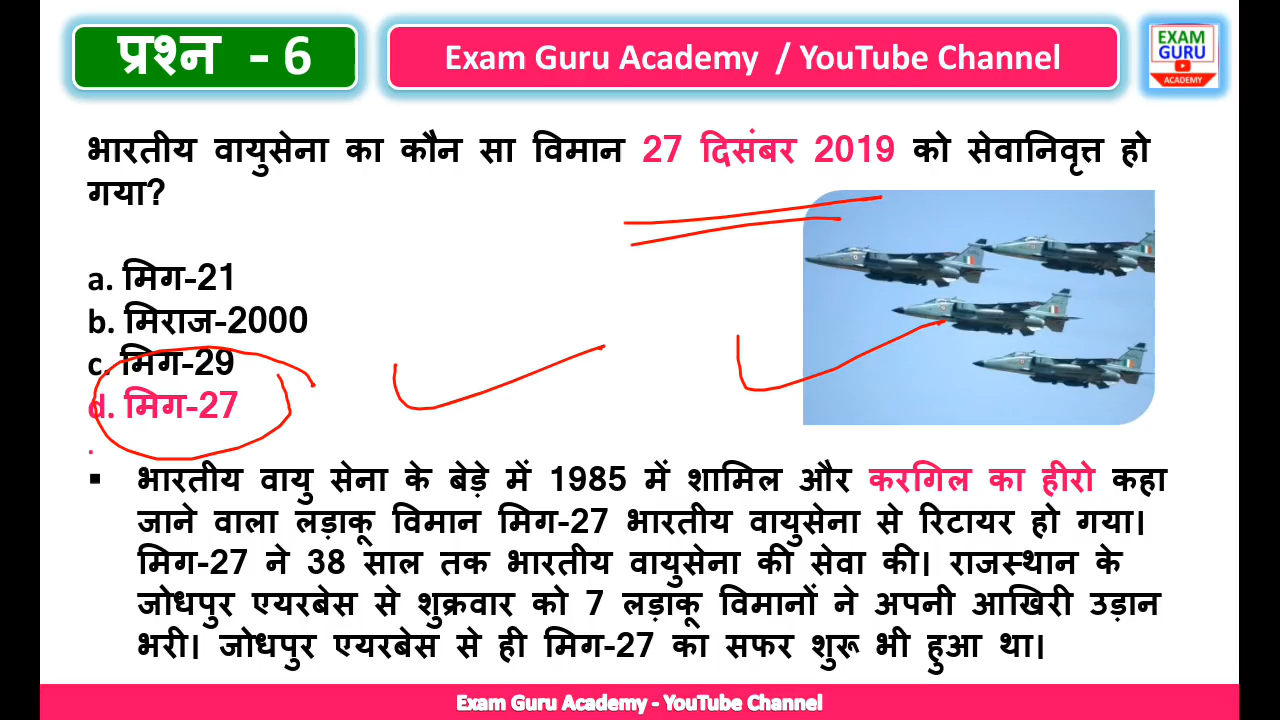 प्रश्न - 6
Exam Guru Academy / YouTube Channel
EXAM
GURU
ACADEMY
भारतीय वायुसेना का कौन सा विमान 27 दिसंबर 2019 को सेवानिवृत्त हो
गया?
a. मिग-21
b. मिराज-2000
c. मिग-29
d. मिग-27
.
▪ भारतीय वायु सेना के बेड़े में 1985 में शामिल और करगिल का हीरो कहा
जाने वाला लड़ाकू विमान मिग-27 भारतीय वायुसेना से रिटायर हो गया।
मिग-27 ने 38 साल तक भारतीय वायुसेना की सेवा की। राजस्थान के
जोधपुर एयरबेस से शुक्रवार को 7 लड़ाकू विमानों ने अपनी आखिरी उड़ान
भरी। जोधपुर एयरबेस से ही मिग-27 का सफर शुरू भी हुआ था।
Exam Guru Academy - YouTube Channel